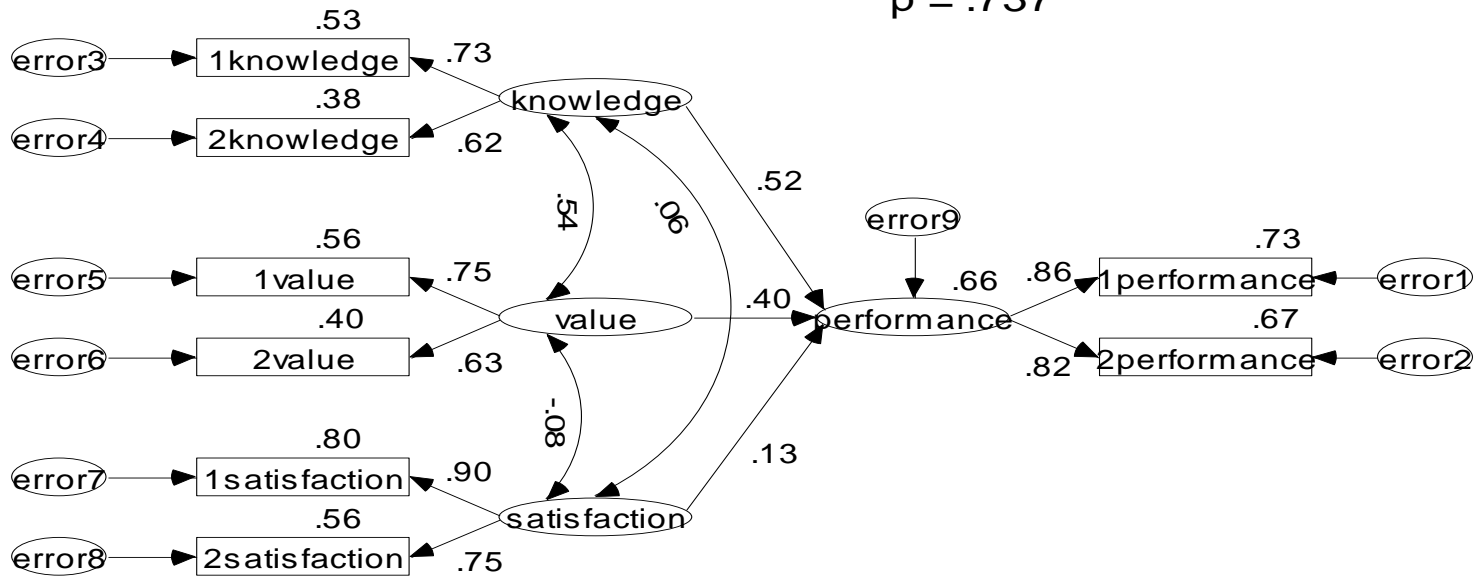 p = .737
.53
error3 1knowledge .73
knowledge
.38
error4 2knowledge .62
.52
.54 .06
error9
.56 .73
error5 1value .75 .66 .86 1performance error1
.40
value performance
.40 .67
error6 2value .63 .82 2performance error2
-.08
.80 .13
error7 1satisfaction .90
satisfaction
.56
error8 2satisfaction .75